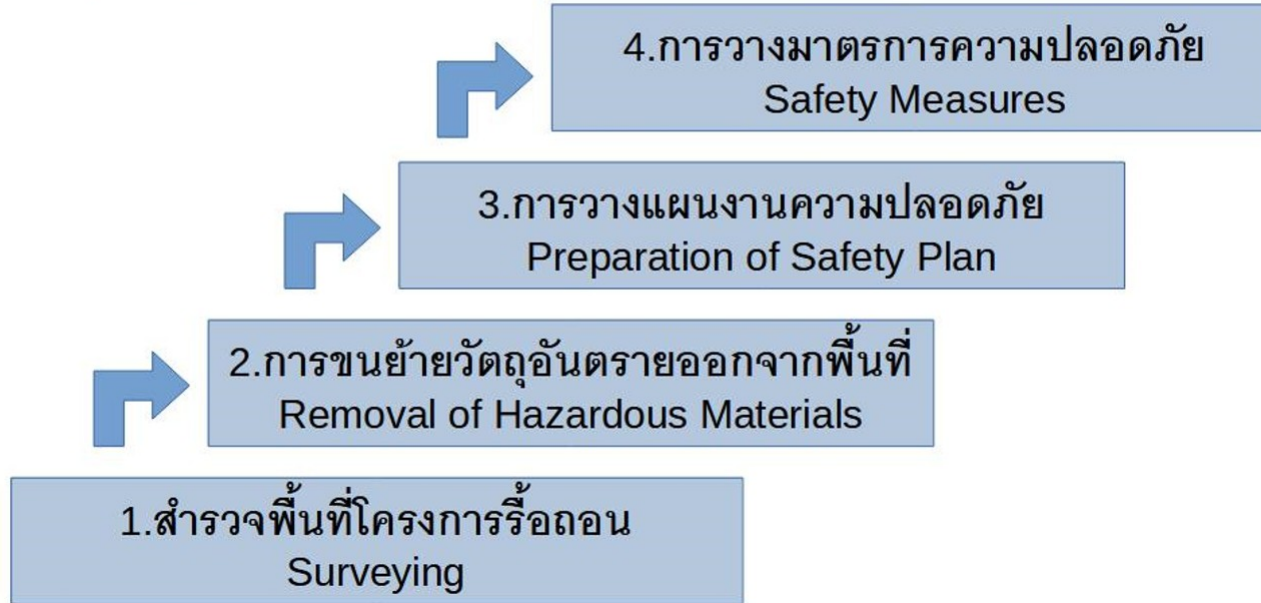 4.การวางมาตรการความปลอดภัย
Safety Measures
3.การวางแผนงานความปลอดภัย
Preparation of Safety Plan
2.การขนย้ายวัตถุอันตรายออกจากพื้นที่
Removal of Hazardous Materials
1.สำรวจพื้นที่โครงการรื้อถอน
Surveying